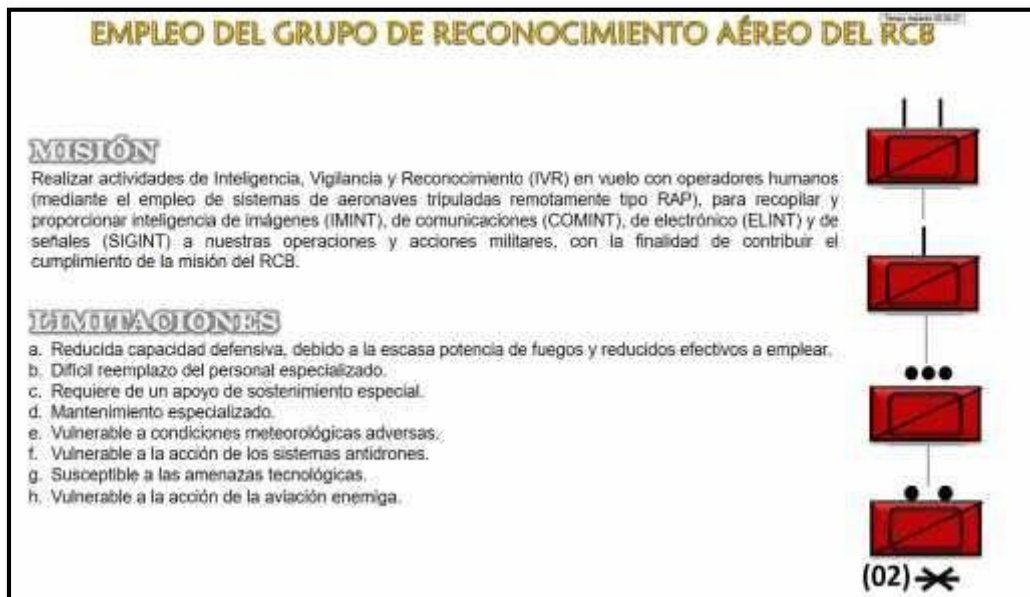 EMPLEO DEL GRUPO DE RECONOCIMIENTO AÉREO DEL RCB
MISIÓN
Realizar actividades de Inteligencia, Vigilancia y Reconocimiento (IVR) en vuelo con operadores humanos
(mediante el empleo de sistemas de aeronaves tripuladas remotamente tipo RAP), para recopilar y
proporcionar inteligencia de imágenes (IMINT), de comunicaciones (COMINT), de electrónico (ELINT) y de
señales (SIGINT) a nuestras operaciones y acciones militares, con la finalidad de contribuir el
cumplimiento de la misión del RCB.
LIMITACIONES
a. Reducida capacidad defensiva, debido a la escasa potencia de fuegos y reducidos efectivos a emplear.
b. Difícil reemplazo del personal especializado.
c. Requiere de un apoyo de sostenimiento especial.
d. Mantenimiento especializado.
e. Vulnerable a condiciones meteorológicas adversas.
f. Vulnerable a la acción de los sistemas antidrones.
g. Susceptible a las amenazas tecnológicas.
h. Vulnerable a la acción de la aviación enemiga.
(02)